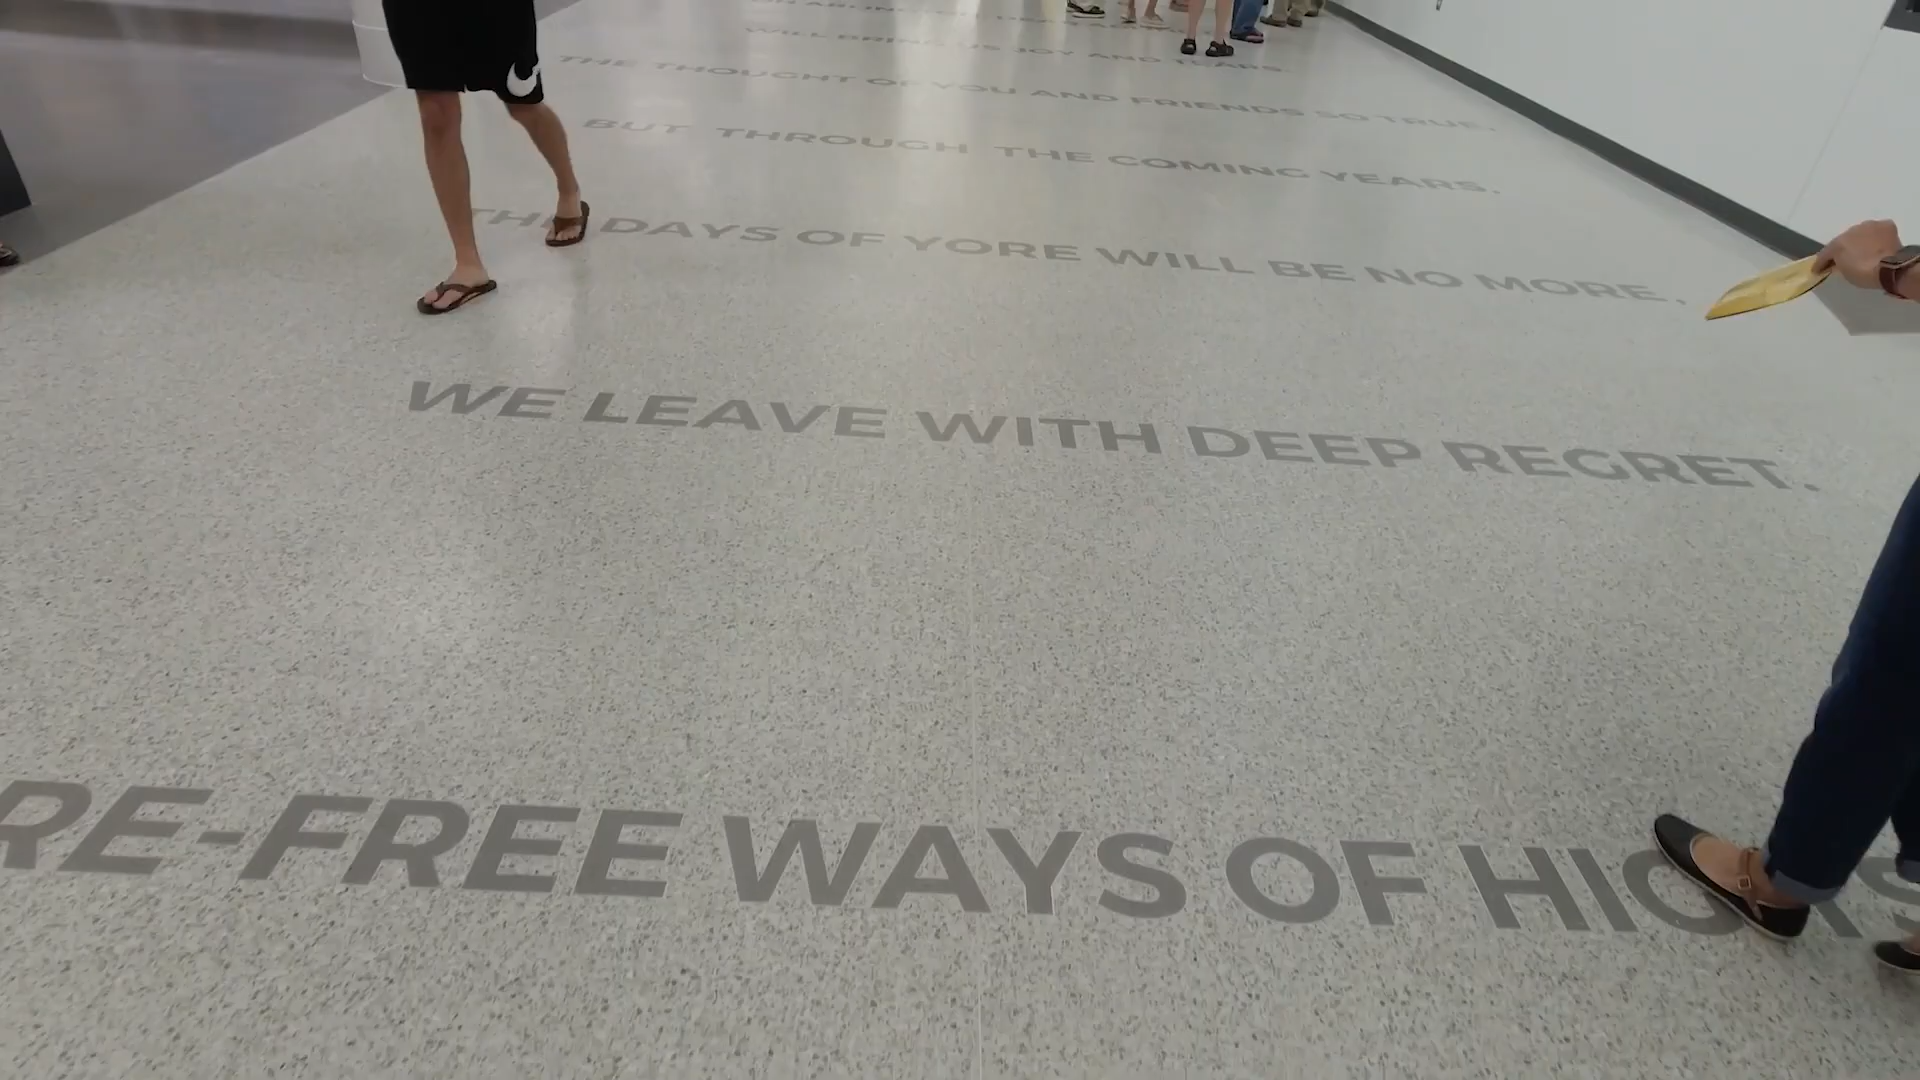 WILL BRING US JOY AND TEARS.
THE THOUGHT OF YOU AND FRIENDS SO TRUE,
BUT THROUGH THE COMING YEARS.
THE DAYS OF YORE WILL BE NO MORE,
WE LEAVE WITH DEEP REGRET.
RE-FREE WAYS OF HIGH S